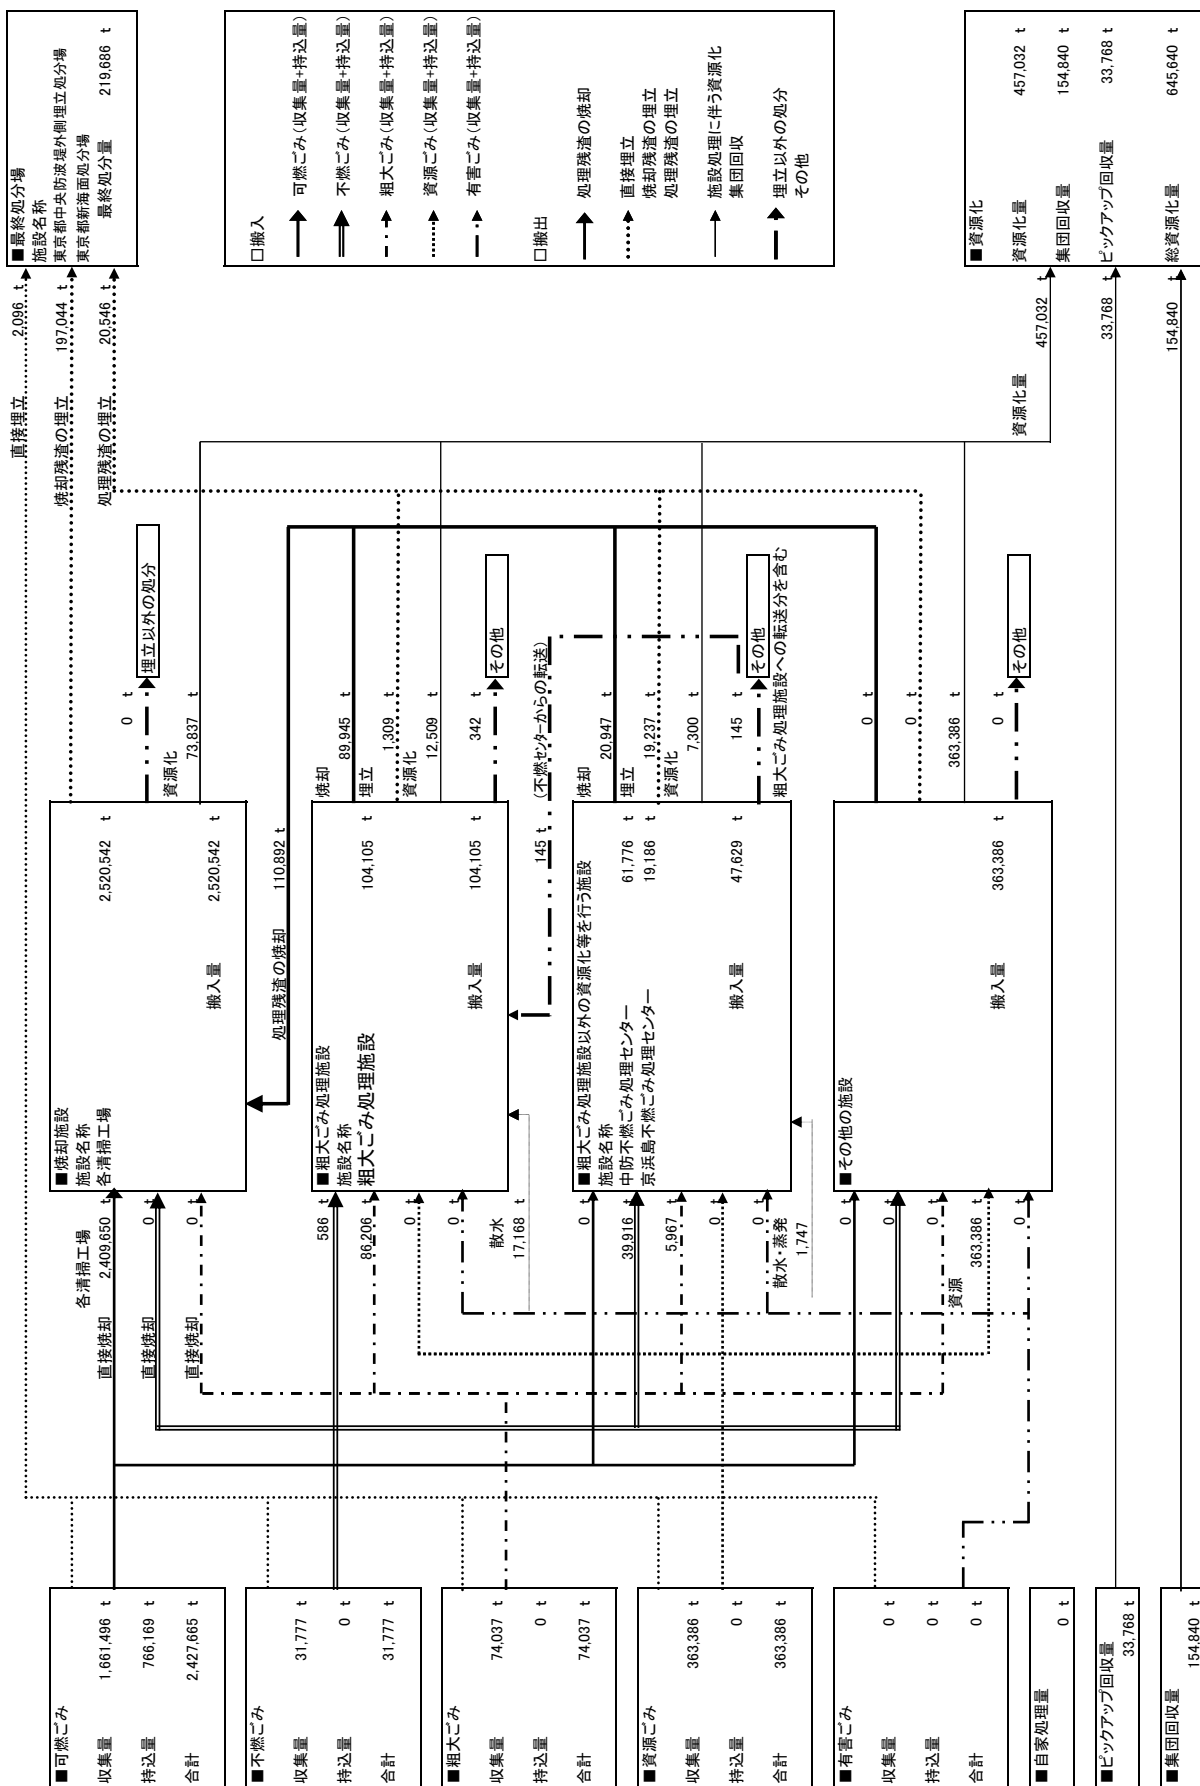 ■可燃ごみ
収集量 1,661,496 t
持込量 766,169 t
合計 2,427,665 t
■不燃ごみ
収集量 31,777 t
持込量 0 t
合計 31,777 t
■粗大ごみ
収集量 74,037 t
持込量 0 t
合計 74,037 t
■資源ごみ
収集量 363,386 t
持込量 0 t
合計 363,386 t
■有害ごみ
収集量 0 t
持込量 0 t
合計 0 t
■自家処理量
0 t
■ピックアップ回収量
33,768 t
■集団回収量
154,840 t
各清掃工場
直接焼却 2,409,650 t
直接焼却 0 t
直接焼却 0 t
586 t
86,206 t
0 t
0 t
散水
17,168 t
0 t
39,916 t
5,967 t
0 t
0 t
散水・蒸発
1,747
0 t
0 t
0 t
資源
363,386 t
0 t
■焼却施設
施設名称
各清掃工場 2,520,542 t
搬入量 2,520,542 t
処理残渣の焼却 110,892 t
■粗大ごみ処理施設
施設名称
粗大ごみ処理施設 104,105 t
搬入量 104,105 t
145 t (不燃センターからの転送)
■粗大ごみ処理施設以外の資源化等を行う施設
施設名称
中防不燃ごみ処理センター 61,776 t
京浜島不燃ごみ処理センター 19,186 t
搬入量 47,629 t
■その他の施設
搬入量 363,386 t
0 t
埋立以外の処分
資源化
73,837 t
焼却
89,945 t
埋立
1,309 t
資源化
12,509 t
342 t
その他
焼却
20,947 t
埋立
19,237 t
資源化
7,300 t
145 t
その他
粗大ごみ処理施設への転送分を含む
0 t
0 t
363,386 t
0 t
その他
直接埋立 2,096 t
焼却残渣の埋立 197,044 t
処理残渣の埋立 20,546 t
資源化量
457,032 t
33,768 t
154,840 t
■最終処分場
施設名称
東京都中央防波堤外側埋立処分場
東京都新海面処分場
最終処分量 219,686 t
□搬入
可燃ごみ(収集量+持込量)
不燃ごみ(収集量+持込量)
粗大ごみ(収集量+持込量)
資源ごみ(収集量+持込量)
有害ごみ(収集量+持込量)
□搬出
処理残渣の焼却
直接埋立
焼却残渣の埋立
処理残渣の埋立
施設処理に伴う資源化
集団回収
埋立以外の処分
その他
■資源化
資源化量 457,032 t
集団回収量 154,840 t
ピックアップ回収量 33,768 t
総資源化量 645,640 t